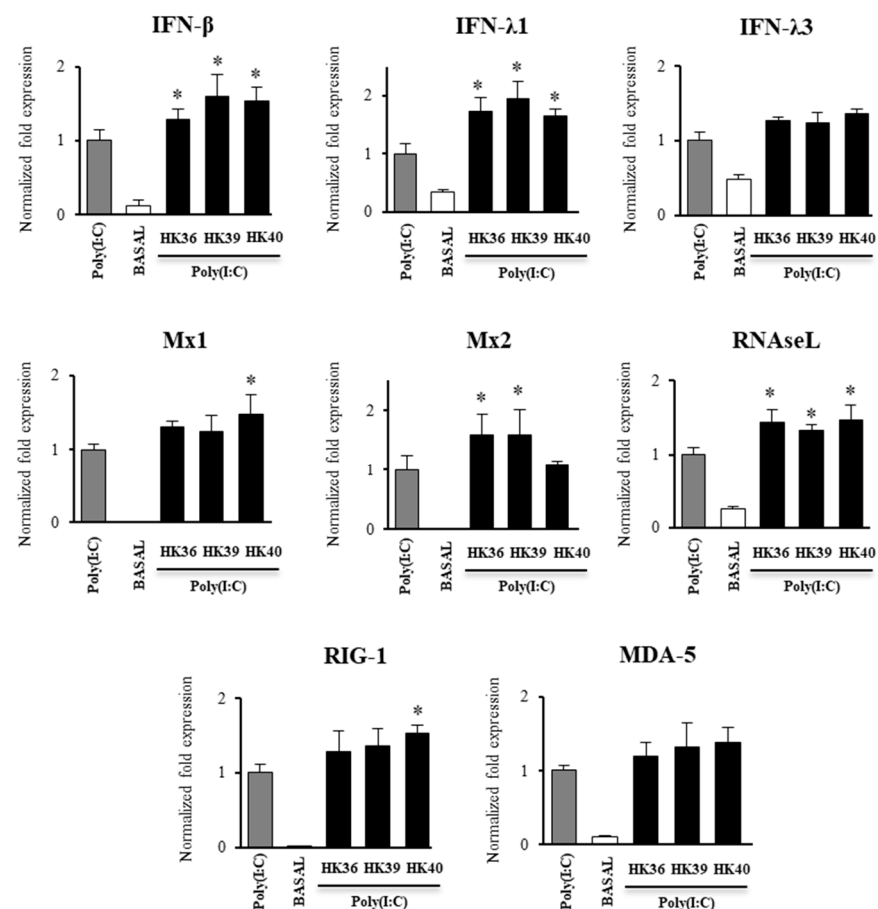 IFN-β
Normalized fold expression
2
1
0
*
*
*
Poly(I:C)
BASAL
HK36 HK39 HK40
Poly(I:C)
IFN-λ1
Normalized fold expression
2
1
0
*
*
*
Poly(I:C)
BASAL
HK36 HK39 HK40
Poly(I:C)
IFN-λ3
Normalized fold expression
2
1
0
Poly(I:C)
BASAL
HK36 HK39 HK40
Poly(I:C)
Mx1
Normalized fold expression
2
1
0
*
Poly(I:C)
BASAL
HK36 HK39 HK40
Poly(I:C)
Mx2
Normalized fold expression
2
1
0
*
*
Poly(I:C)
BASAL
HK36 HK39 HK40
Poly(I:C)
RNAseL
Normalized fold expression
2
1
0
*
*
*
Poly(I:C)
BASAL
HK36 HK39 HK40
Poly(I:C)
RIG-1
Normalized fold expression
2
1
0
*
Poly(I:C)
BASAL
HK36 HK39 HK40
Poly(I:C)
MDA-5
Normalized fold expression
2
1
0
Poly(I:C)
BASAL
HK36 HK39 HK40
Poly(I:C)